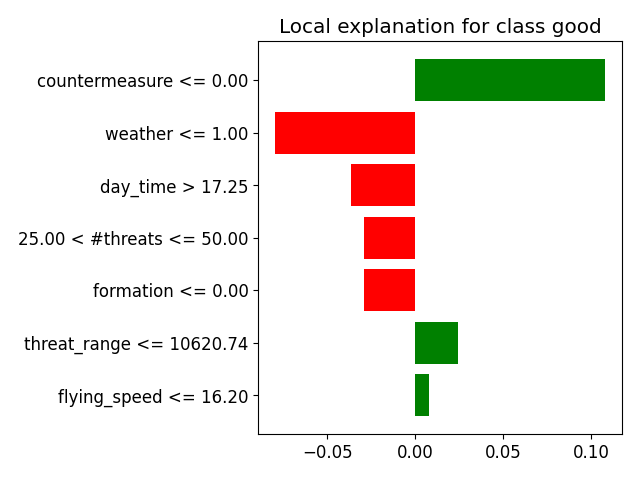 Local explanation for class good
countermeasure <= 0.00
weather <= 1.00
day_time > 17.25
25.00 < #threats <= 50.00
formation <= 0.00
threat_range <= 10620.74
flying_speed <= 16.20
−0.05 0.00 0.05 0.10